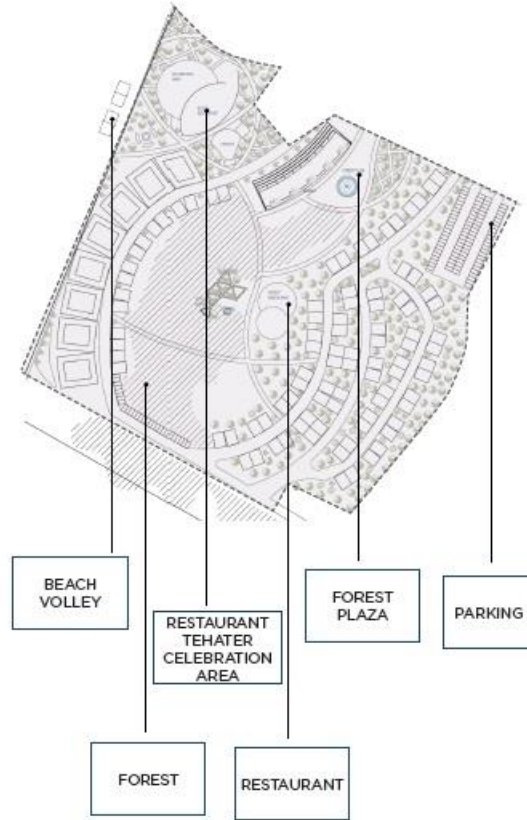 BEACH
VOLLEY
RESTAURANT
TEHATER
CELEBRATION
AREA
FOREST
PLAZA
PARKING
FOREST
RESTAURANT